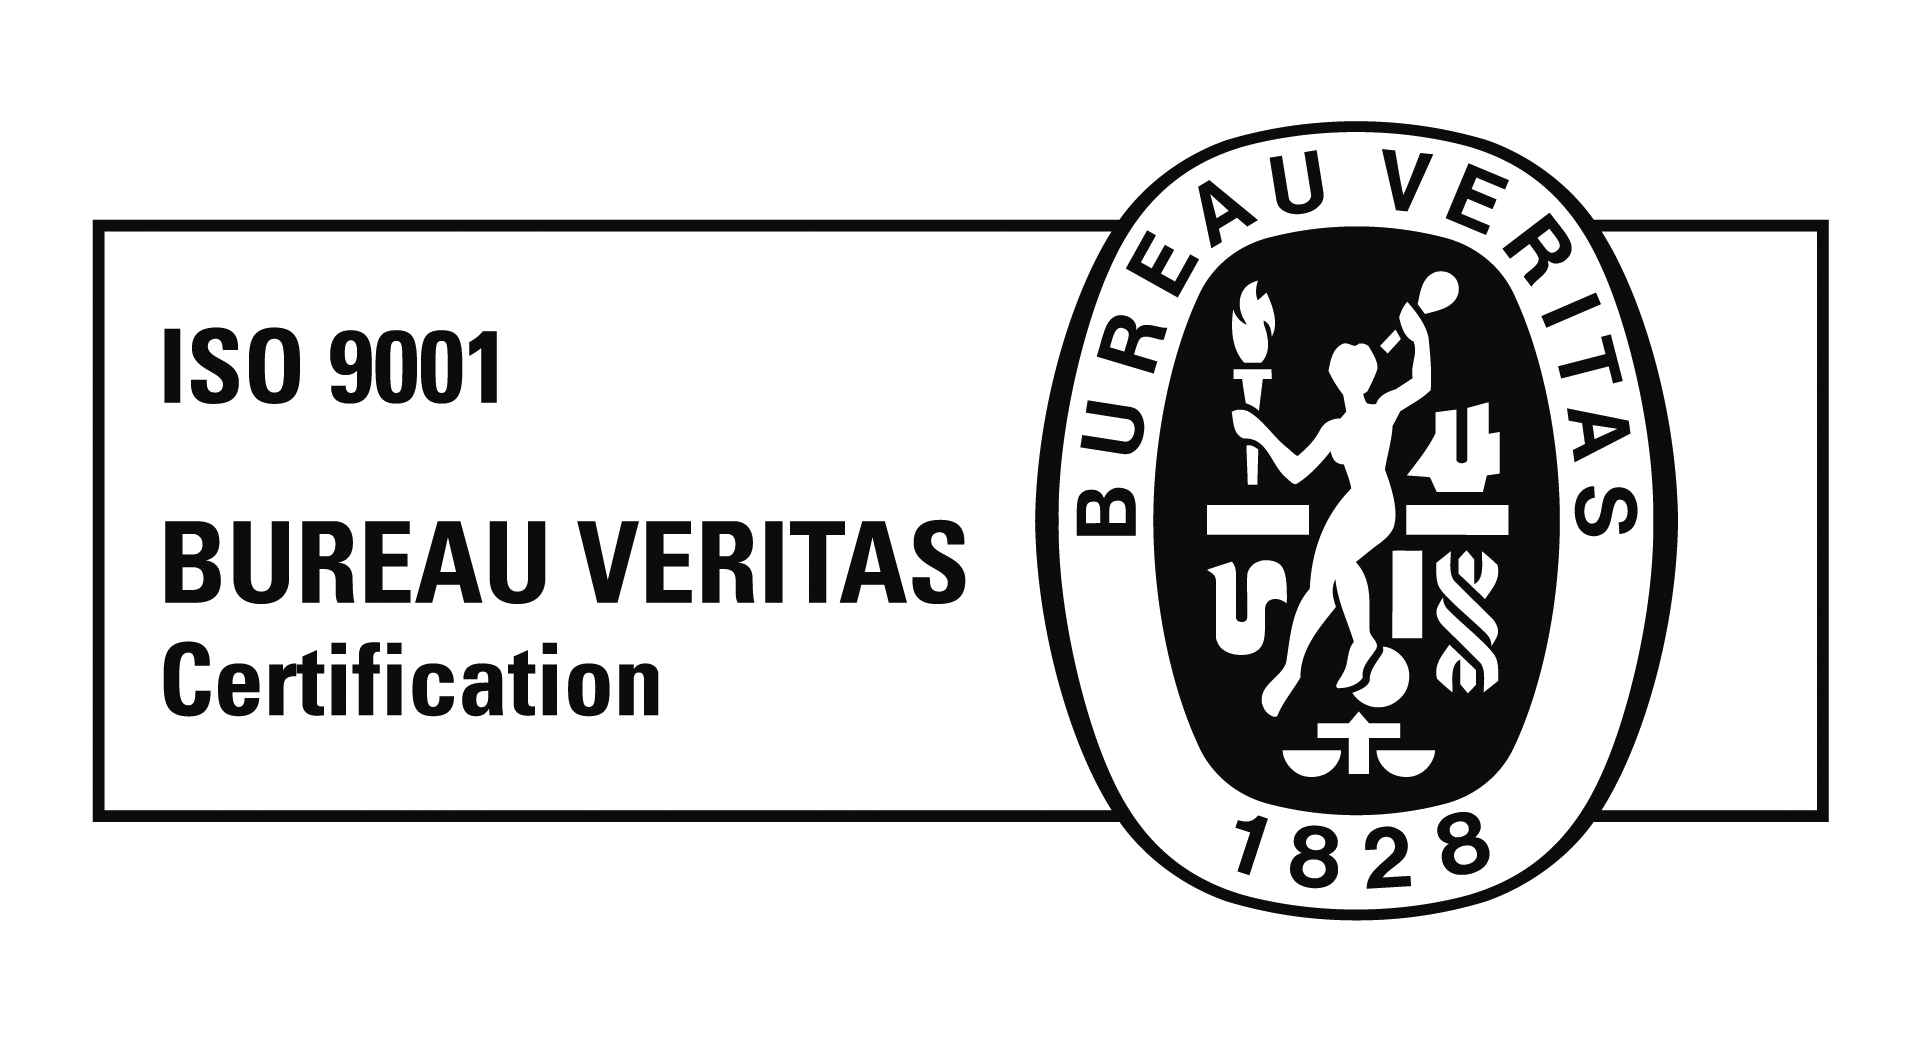 ISO 9001
BUREAU VERITAS
Certification
BUREAU VERITAS
1828